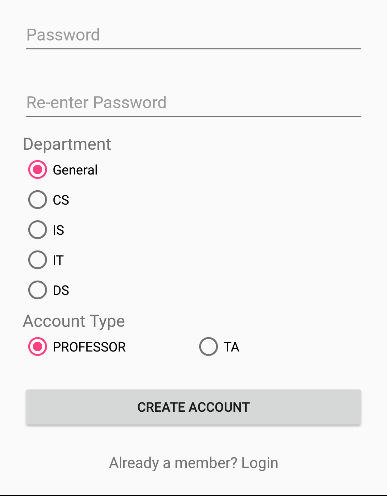 Password
Re-enter Password
Department
General
CS
IS
IT
DS
Account Type
PROFESSOR TA
CREATE ACCOUNT
Already a member? Login